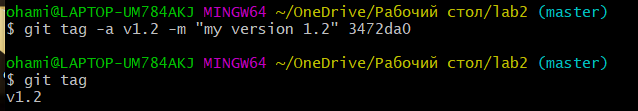 ohami@LAPTOP-UM784AKJ MINGW64 ~/OneDrive/Рабочий стол/lab2 (master)
$ git tag -a v1.2 -m "my version 1.2" 3472da0
ohami@LAPTOP-UM784AKJ MINGW64 ~/OneDrive/Рабочий стол/lab2 (master)
$ git tag
v1.2